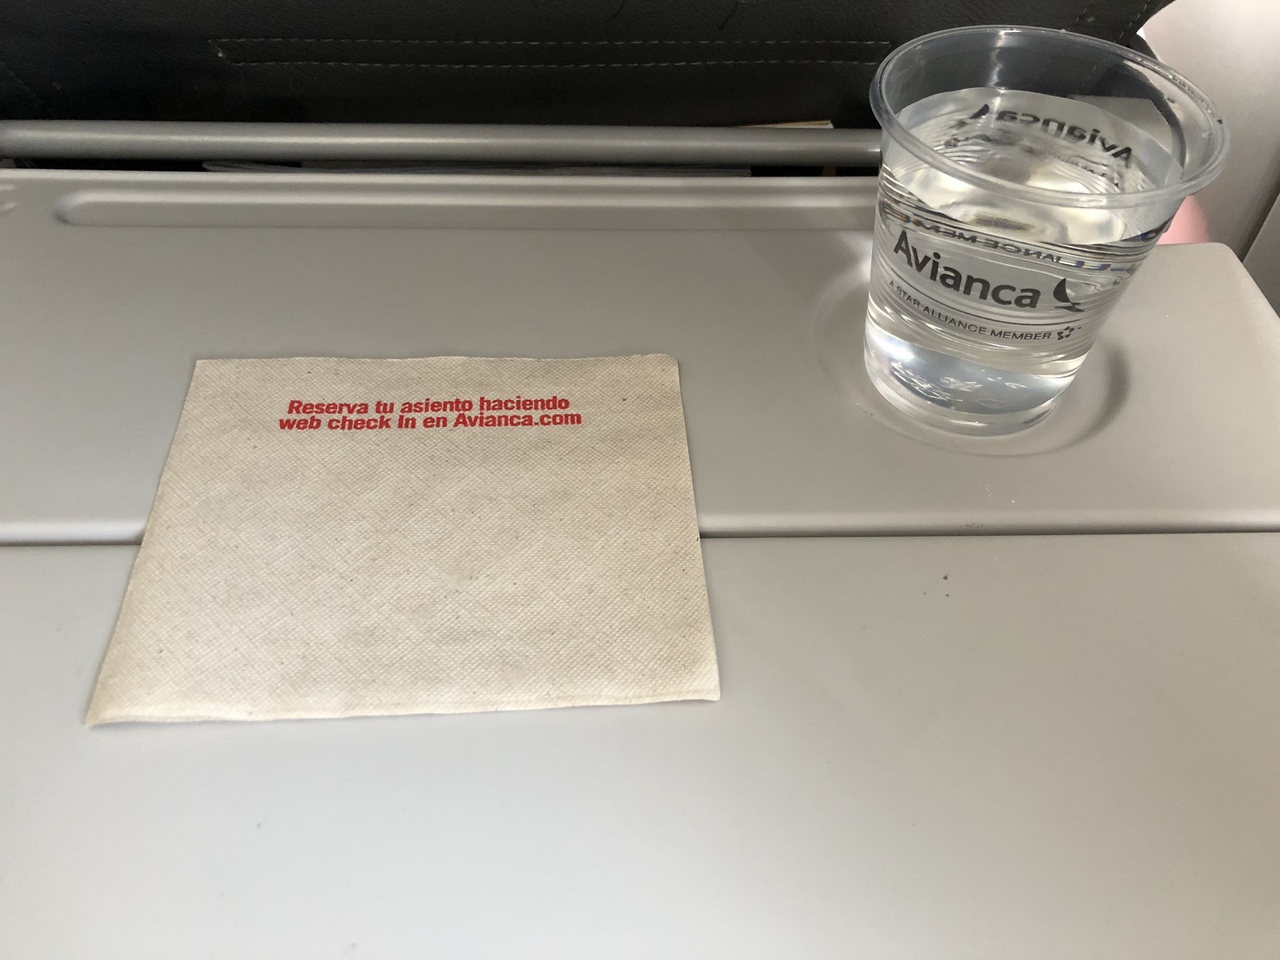 Reserva tu asiento haciendo
web check In en Avianca.com
Avianca
A STAR ALLIANCE MEMBER